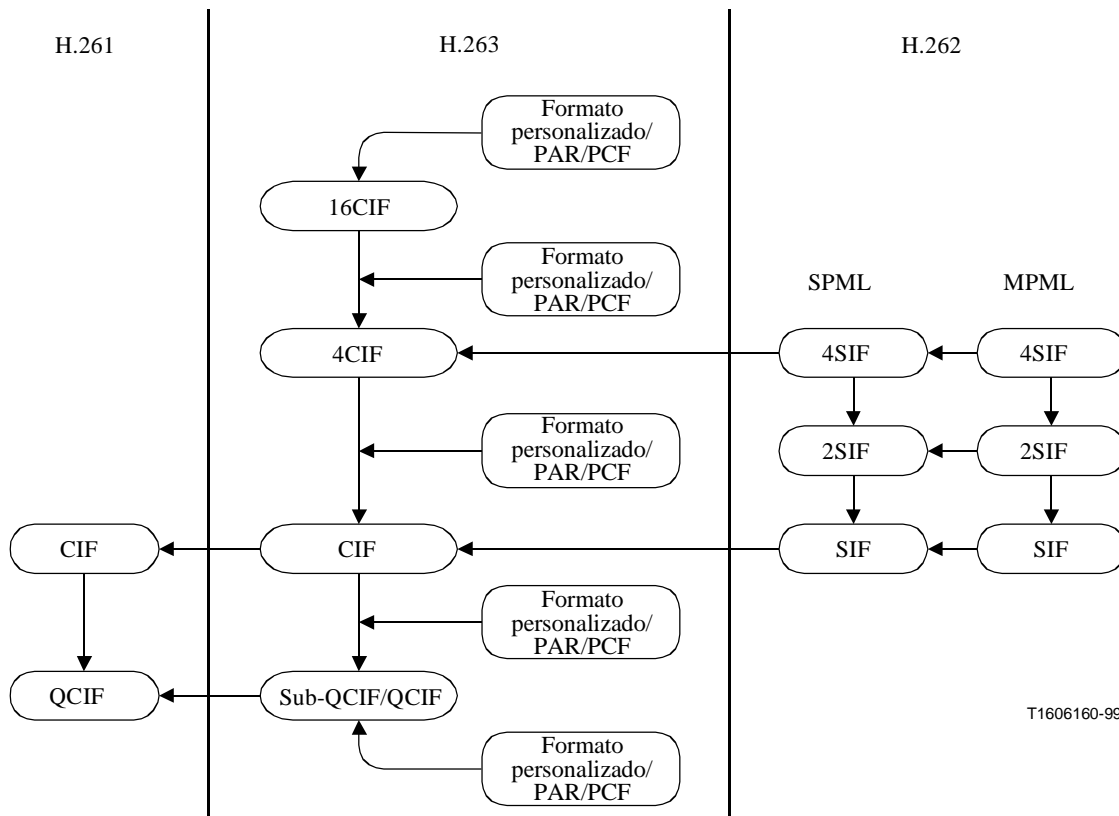 H.261
H.263
H.262
Formato
personalizado/
PAR/PCF
16CIF
Formato
personalizado/
PAR/PCF
SPML
MPML
4CIF
4SIF
4SIF
Formato
personalizado/
PAR/PCF
2SIF
2SIF
CIF
CIF
SIF
SIF
Formato
personalizado/
PAR/PCF
QCIF
Sub-QCIF/QCIF
T1606160-99
Formato
personalizado/
PAR/PCF